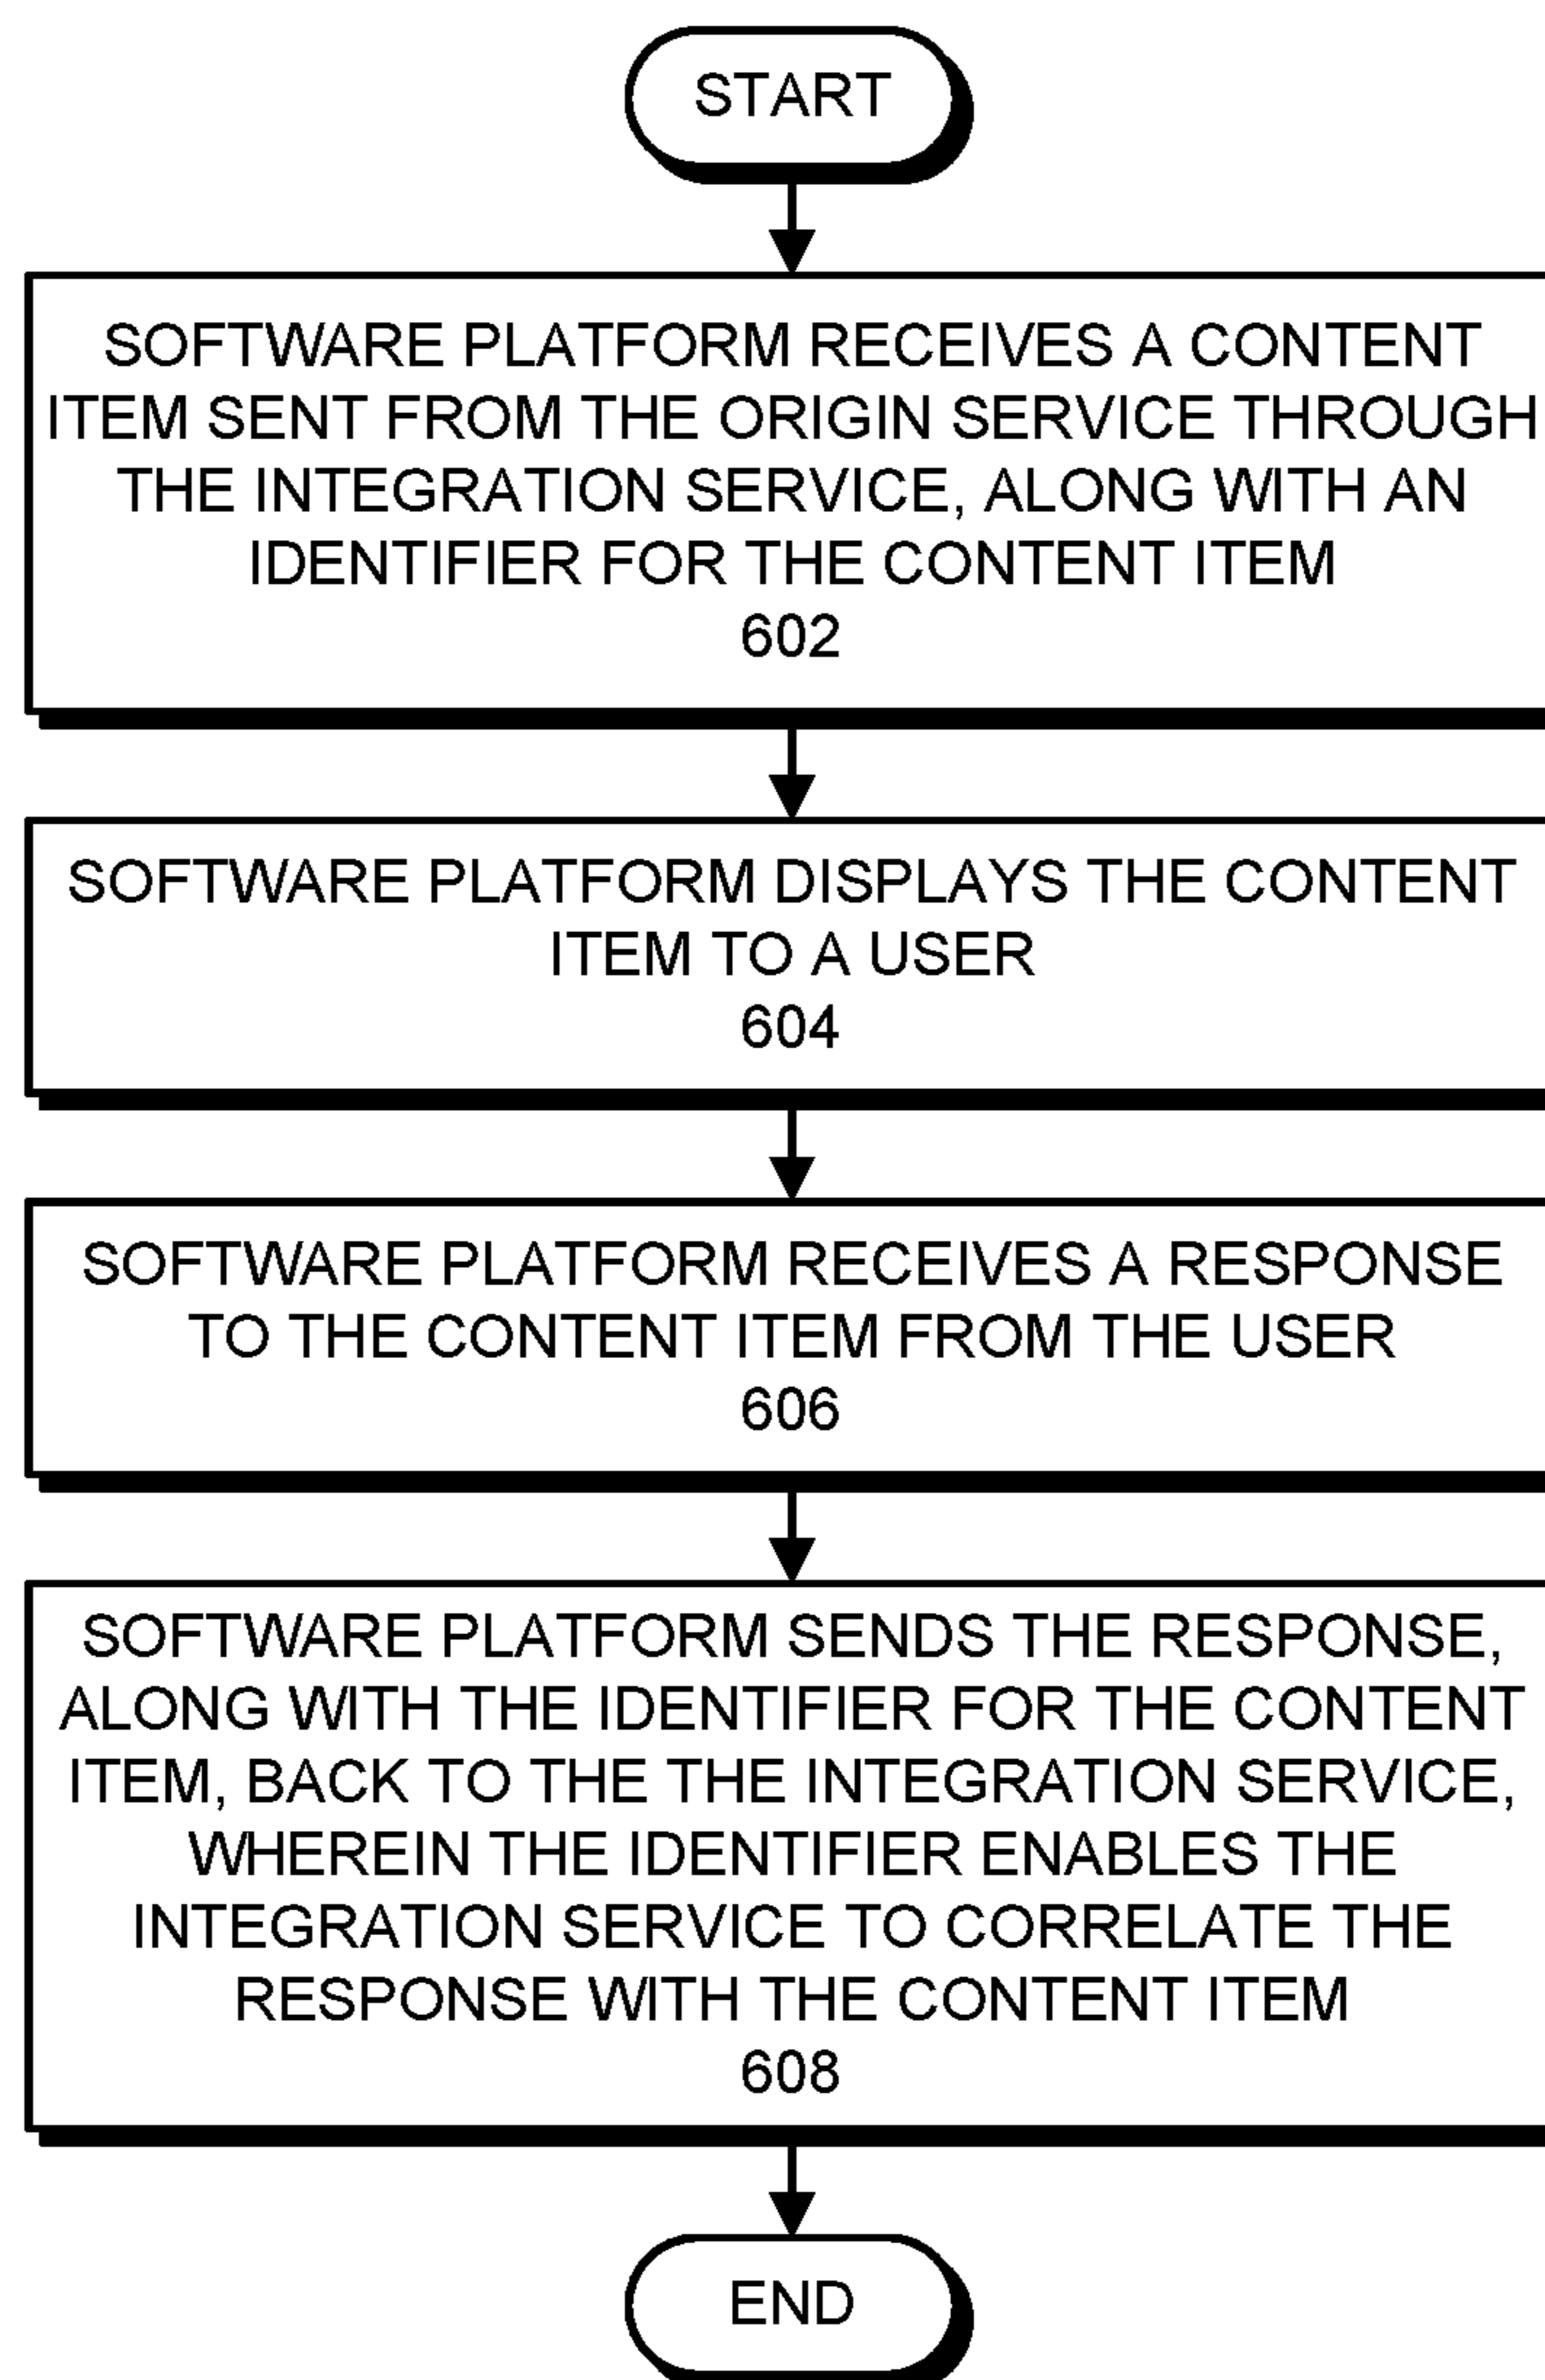 START
SOFTWARE PLATFORM RECEIVES A CONTENT
ITEM SENT FROM THE ORIGIN SERVICE THROUGH
THE INTEGRATION SERVICE, ALONG WITH AN
IDENTIFIER FOR THE CONTENT ITEM
602
SOFTWARE PLATFORM DISPLAYS THE CONTENT
ITEM TO A USER
604
SOFTWARE PLATFORM RECEIVES A RESPONSE
TO THE CONTENT ITEM FROM THE USER
606
SOFTWARE PLATFORM SENDS THE RESPONSE,
ALONG WITH THE IDENTIFIER FOR THE CONTENT
ITEM, BACK TO THE THE INTEGRATION SERVICE,
WHEREIN THE IDENTIFIER ENABLES THE
INTEGRATION SERVICE TO CORRELATE THE
RESPONSE WITH THE CONTENT ITEM
608
END